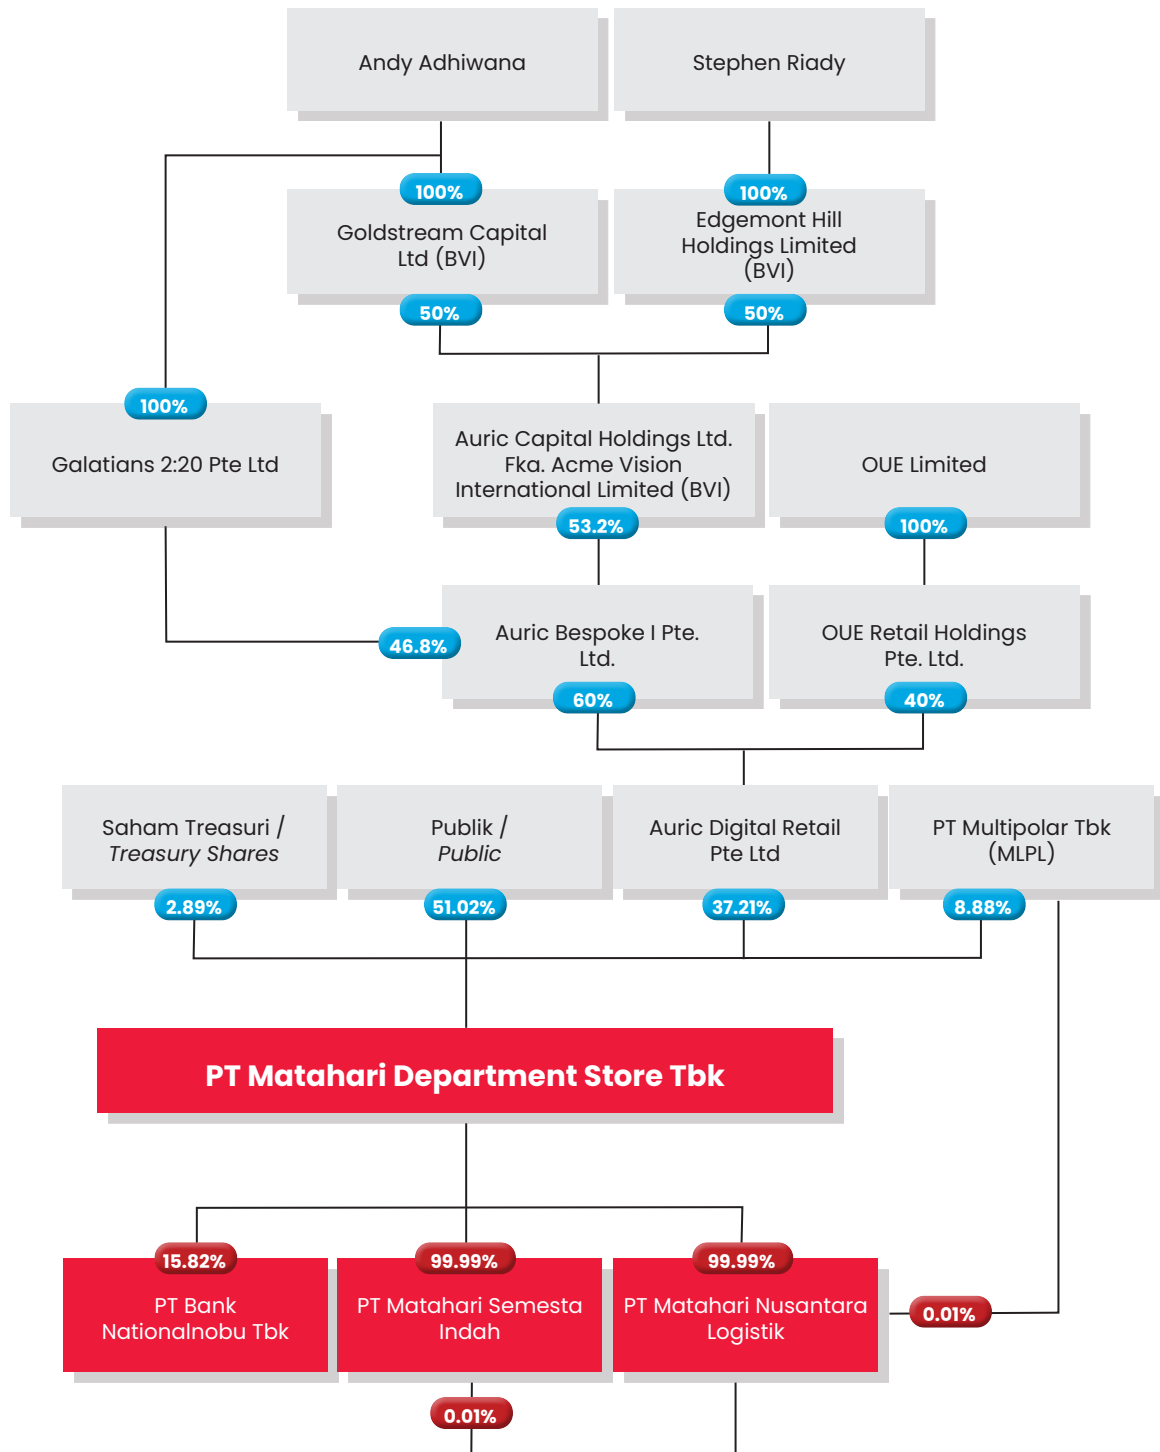 Andy Adhiwana
Stephen Riady
100%
100%
Goldstream Capital
Ltd (BVI)
Edgemont Hill
Holdings Limited
(BVI)
50%
50%
100%
Galatians 2:20 Pte Ltd
Auric Capital Holdings Ltd.
Fka. Acme Vision
International Limited (BVI)
OUE Limited
53.2%
100%
46.8%
Auric Bespoke I Pte.
Ltd.
OUE Retail Holdings
Pte. Ltd.
60%
40%
Saham Treasuri /
Treasury Shares
Publik /
Public
Auric Digital Retail
Pte Ltd
PT Multipolar Tbk
(MLPL)
2.89%
51.02%
37.21%
8.88%
PT Matahari Department Store Tbk
15.82%
99.99%
99.99%
PT Bank
Nationalnobu Tbk
PT Matahari Semesta
Indah
PT Matahari Nusantara
Logistik
0.01%
0.01%